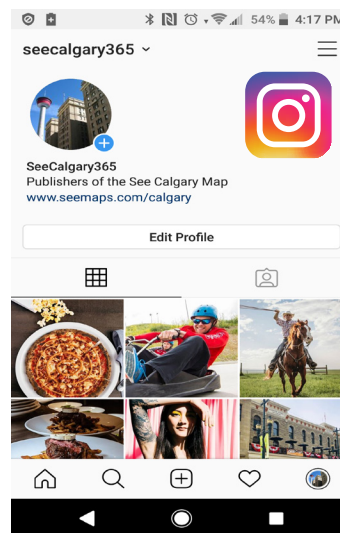 54% 4:17 PM
seecalgary365
SeeCalgary365
Publishers of the See Calgary Map
www.seemaps.com/calgary
Edit Profile